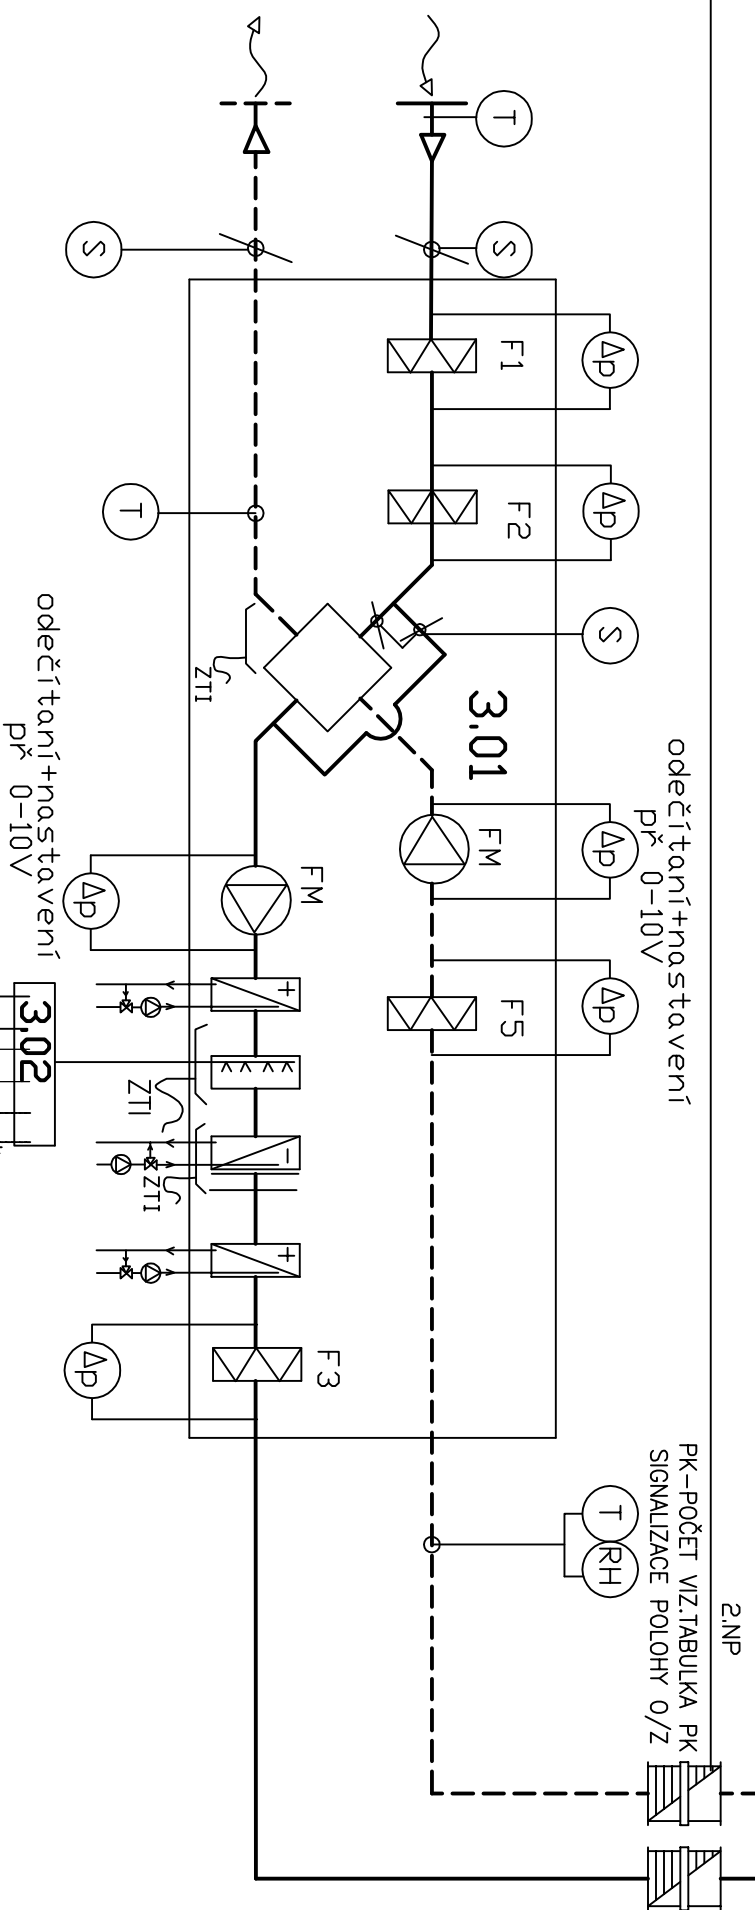 2.NP
PK-POČET VIZ.TABULKA PK
SIGNALIZACE POLOHY O/Z
odečítaní+nastavení
př 0-10V
T
S
Δp
Δp
S
Δp
Δp
T
RH
F1
F2
3.01
FM
F5
S
T
ZTI
FM
+
-
+
F3
ZTI
ZTI
Δp
Δp
odečítaní+nastavení
př 0-10V
3.02